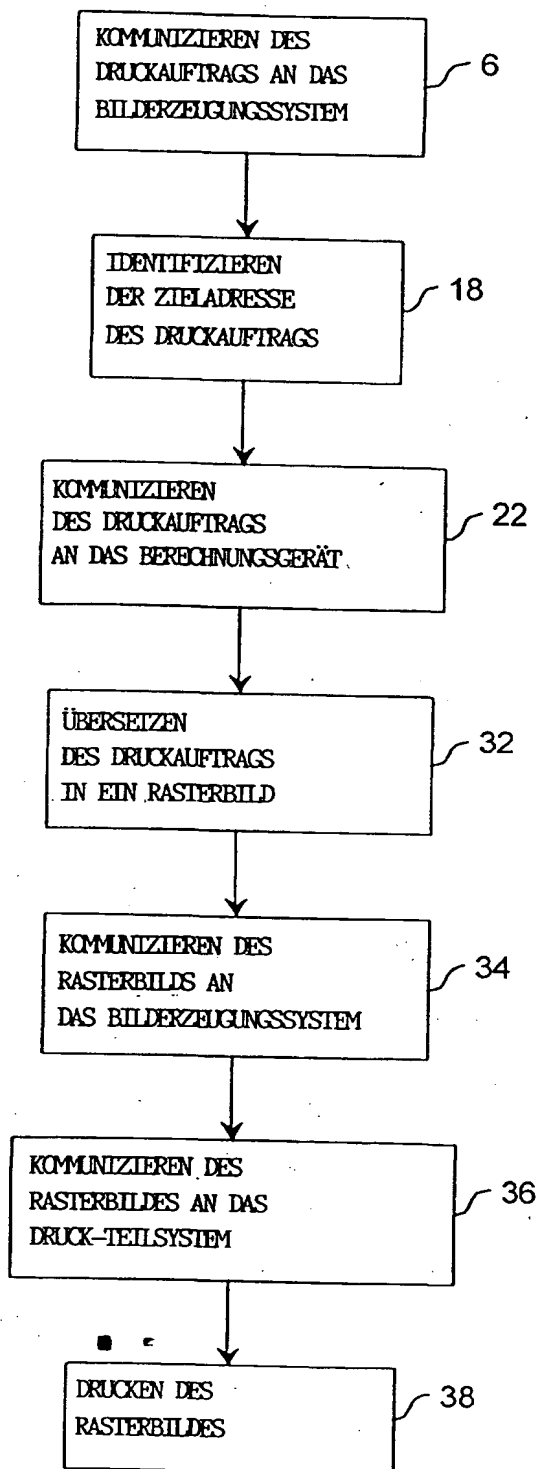 KOMMUNIZIEREN DES
DRUCKAUFTRAGS AN DAS
BILDERZEUGUNGSSYSTEM
6
IDENTIFIZIEREN
DER ZIELADRESSE
DES DRUCKAUFTRAGS
18
KOMMUNIZIEREN
DES DRUCKAUFTRAGS
AN DAS BERECHNUNGSGERÄT
22
ÜBERSETZEN
DES DRUCKAUFTRAGS
IN EIN RASTERBILD
32
KOMMUNIZIEREN DES
RASTERBILDS AN
DAS BILDERZEUGUNGSSYSTEM
34
KOMMUNIZIEREN DES
RASTERBILDES AN DAS
DRUCK-TEILSYSTEM
36
DRUCKEN DES
RASTERBILDES
38